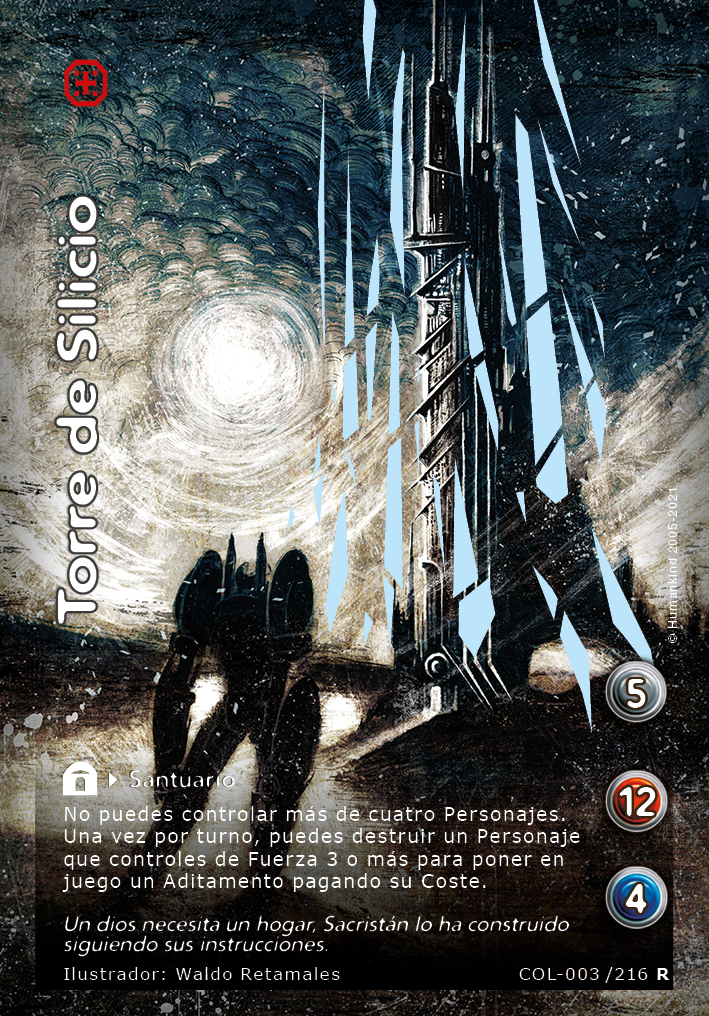 Torre de Silicio
© HumanKind 2005-2021
5
12
4
Santuario
No puedes controlar más de cuatro Personajes.
Una vez por turno, puedes destruir un Personaje
que controles de Fuerza 3 o más para poner en
juego un Aditamento pagando su Coste.
Un dios necesita un hogar, Sacristán lo ha construido
siguiendo sus instrucciones.
Ilustrador: Waldo Retamales
COL-003/216 R